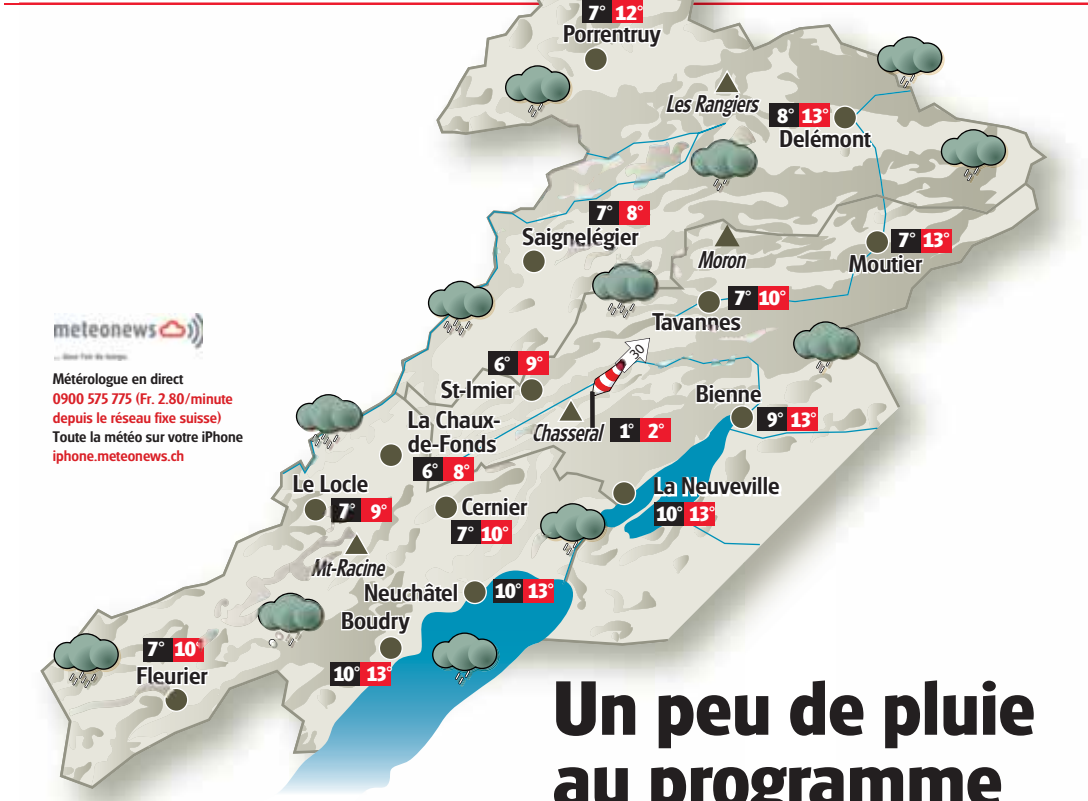 7° 12°
Porrentruy
Les Rangiers
8° 13°
Delémont
7° 8°
Saignelégier
Moron
7° 13°
Moutier
7° 10°
Tavannes
30
meteonews
Météorologue en direct
0900 575 775 (Fr. 2.80/minute
depuis le réseau fixe suisse)
Toute la météo sur votre iPhone
iphone.meteonews.ch
6° 9°
St-Imier
Bienne
9° 13°
La Chaux-
de-Fonds
6° 8°
Chasseral 1° 2°
Le Locle
7° 9°
Cernier
7° 10°
La Neuveville
10° 13°
Mt-Racine
Neuchâtel 10° 13°
Boudry
10° 13°
7° 10°
Fleurier
Un peu de pluie
au programme